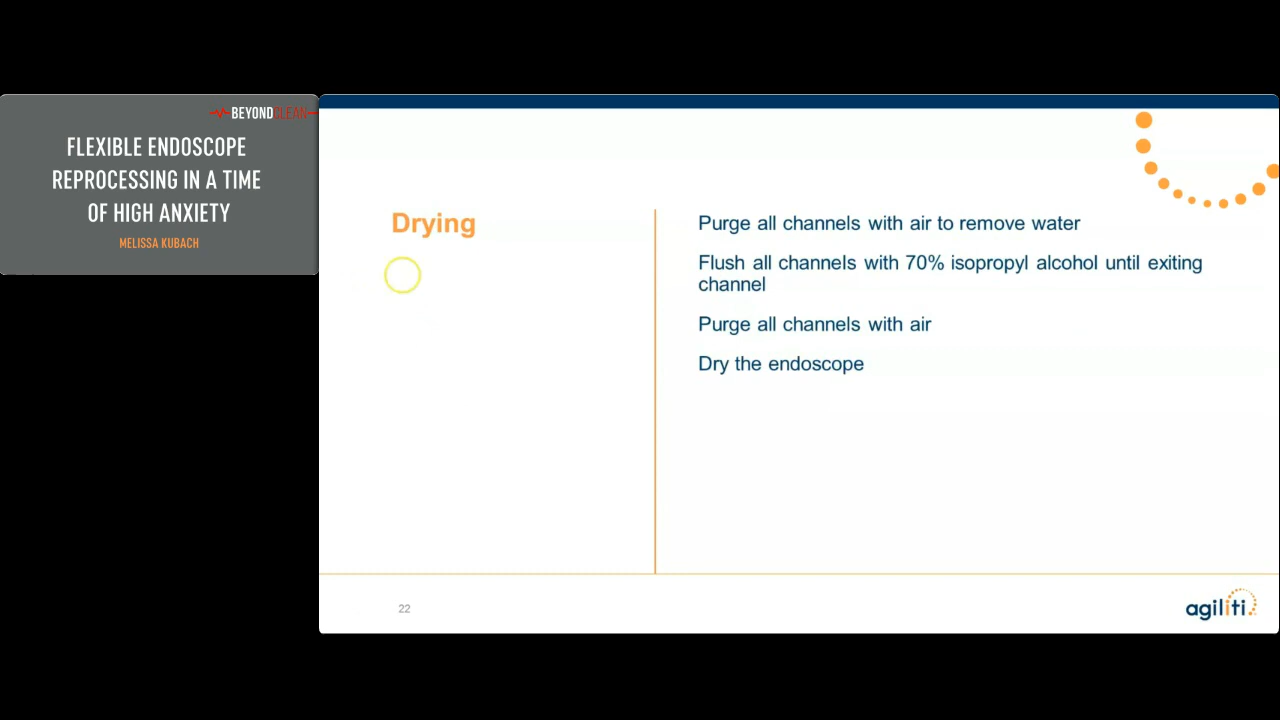 BEYONDCLEAN
FLEXIBLE ENDOSCOPE
REPROCESSING IN A TIME
OF HIGH ANXIETY
MELISSA KUBACH
Drying
Purge all channels with air to remove water
Flush all channels with 70% isopropyl alcohol until exiting
channel
Purge all channels with air
Dry the endoscope
22
agiliti